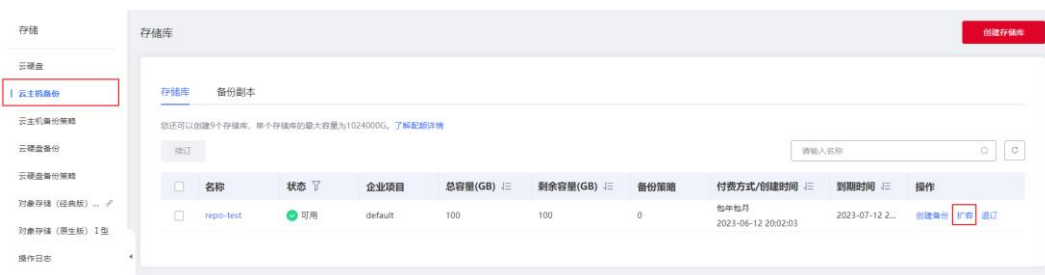 存储
存储库
创建存储库
云硬盘
云主机备份
存储库 备份副本
云主机备份策略
您还可以创建9个存储库，单个存储库的最大容量为1024000G。了解配额详情
云硬盘备份
续订
请输入名称
云硬盘备份策略
名称 状态 企业项目 总容量(GB) 剩余容量(GB) 备份策略 付费方式/创建时间 到期时间 操作
对象存储（经典版）...
repo-test 可用 default 100 100 0 包年包月 2023-07-12 2... 创建备份 扩容 退订
2023-06-12 20:02:03
对象存储（原生版）I型
操作日志